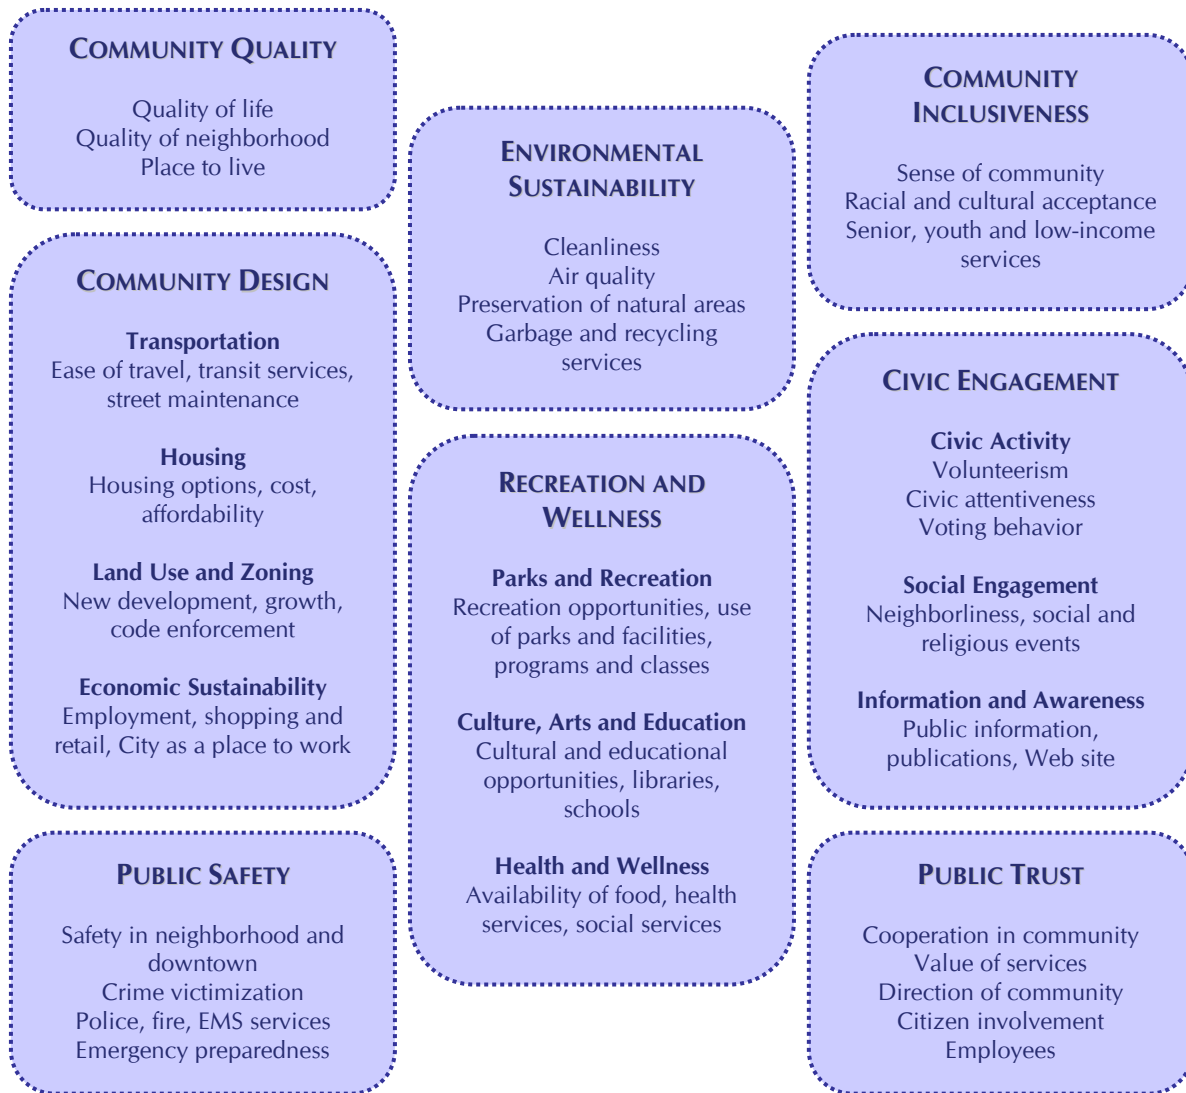 COMMUNITY QUALITY
Quality of life
Quality of neighborhood
Place to live
COMMUNITY DESIGN
Transportation
Ease of travel, transit services,
street maintenance
Housing
Housing options, cost,
affordability
Land Use and Zoning
New development, growth,
code enforcement
Economic Sustainability
Employment, shopping and
retail, City as a place to work
PUBLIC SAFETY
Safety in neighborhood and
downtown
Crime victimization
Police, fire, EMS services
Emergency preparedness
ENVIRONMENTAL
SUSTAINABILITY
Cleanliness
Air quality
Preservation of natural areas
Garbage and recycling
services
RECREATION AND
WELLNESS
Parks and Recreation
Recreation opportunities, use
of parks and facilities,
programs and classes
Culture, Arts and Education
Cultural and educational
opportunities, libraries,
schools
Health and Wellness
Availability of food, health
services, social services
COMMUNITY
INCLUSIVENESS
Sense of community
Racial and cultural acceptance
Senior, youth and low-income
services
CIVIC ENGAGEMENT
Civic Activity
Volunteerism
Civic attentiveness
Voting behavior
Social Engagement
Neighborliness, social and
religious events
Information and Awareness
Public information,
publications, Web site
PUBLIC TRUST
Cooperation in community
Value of services
Direction of community
Citizen involvement
Employees